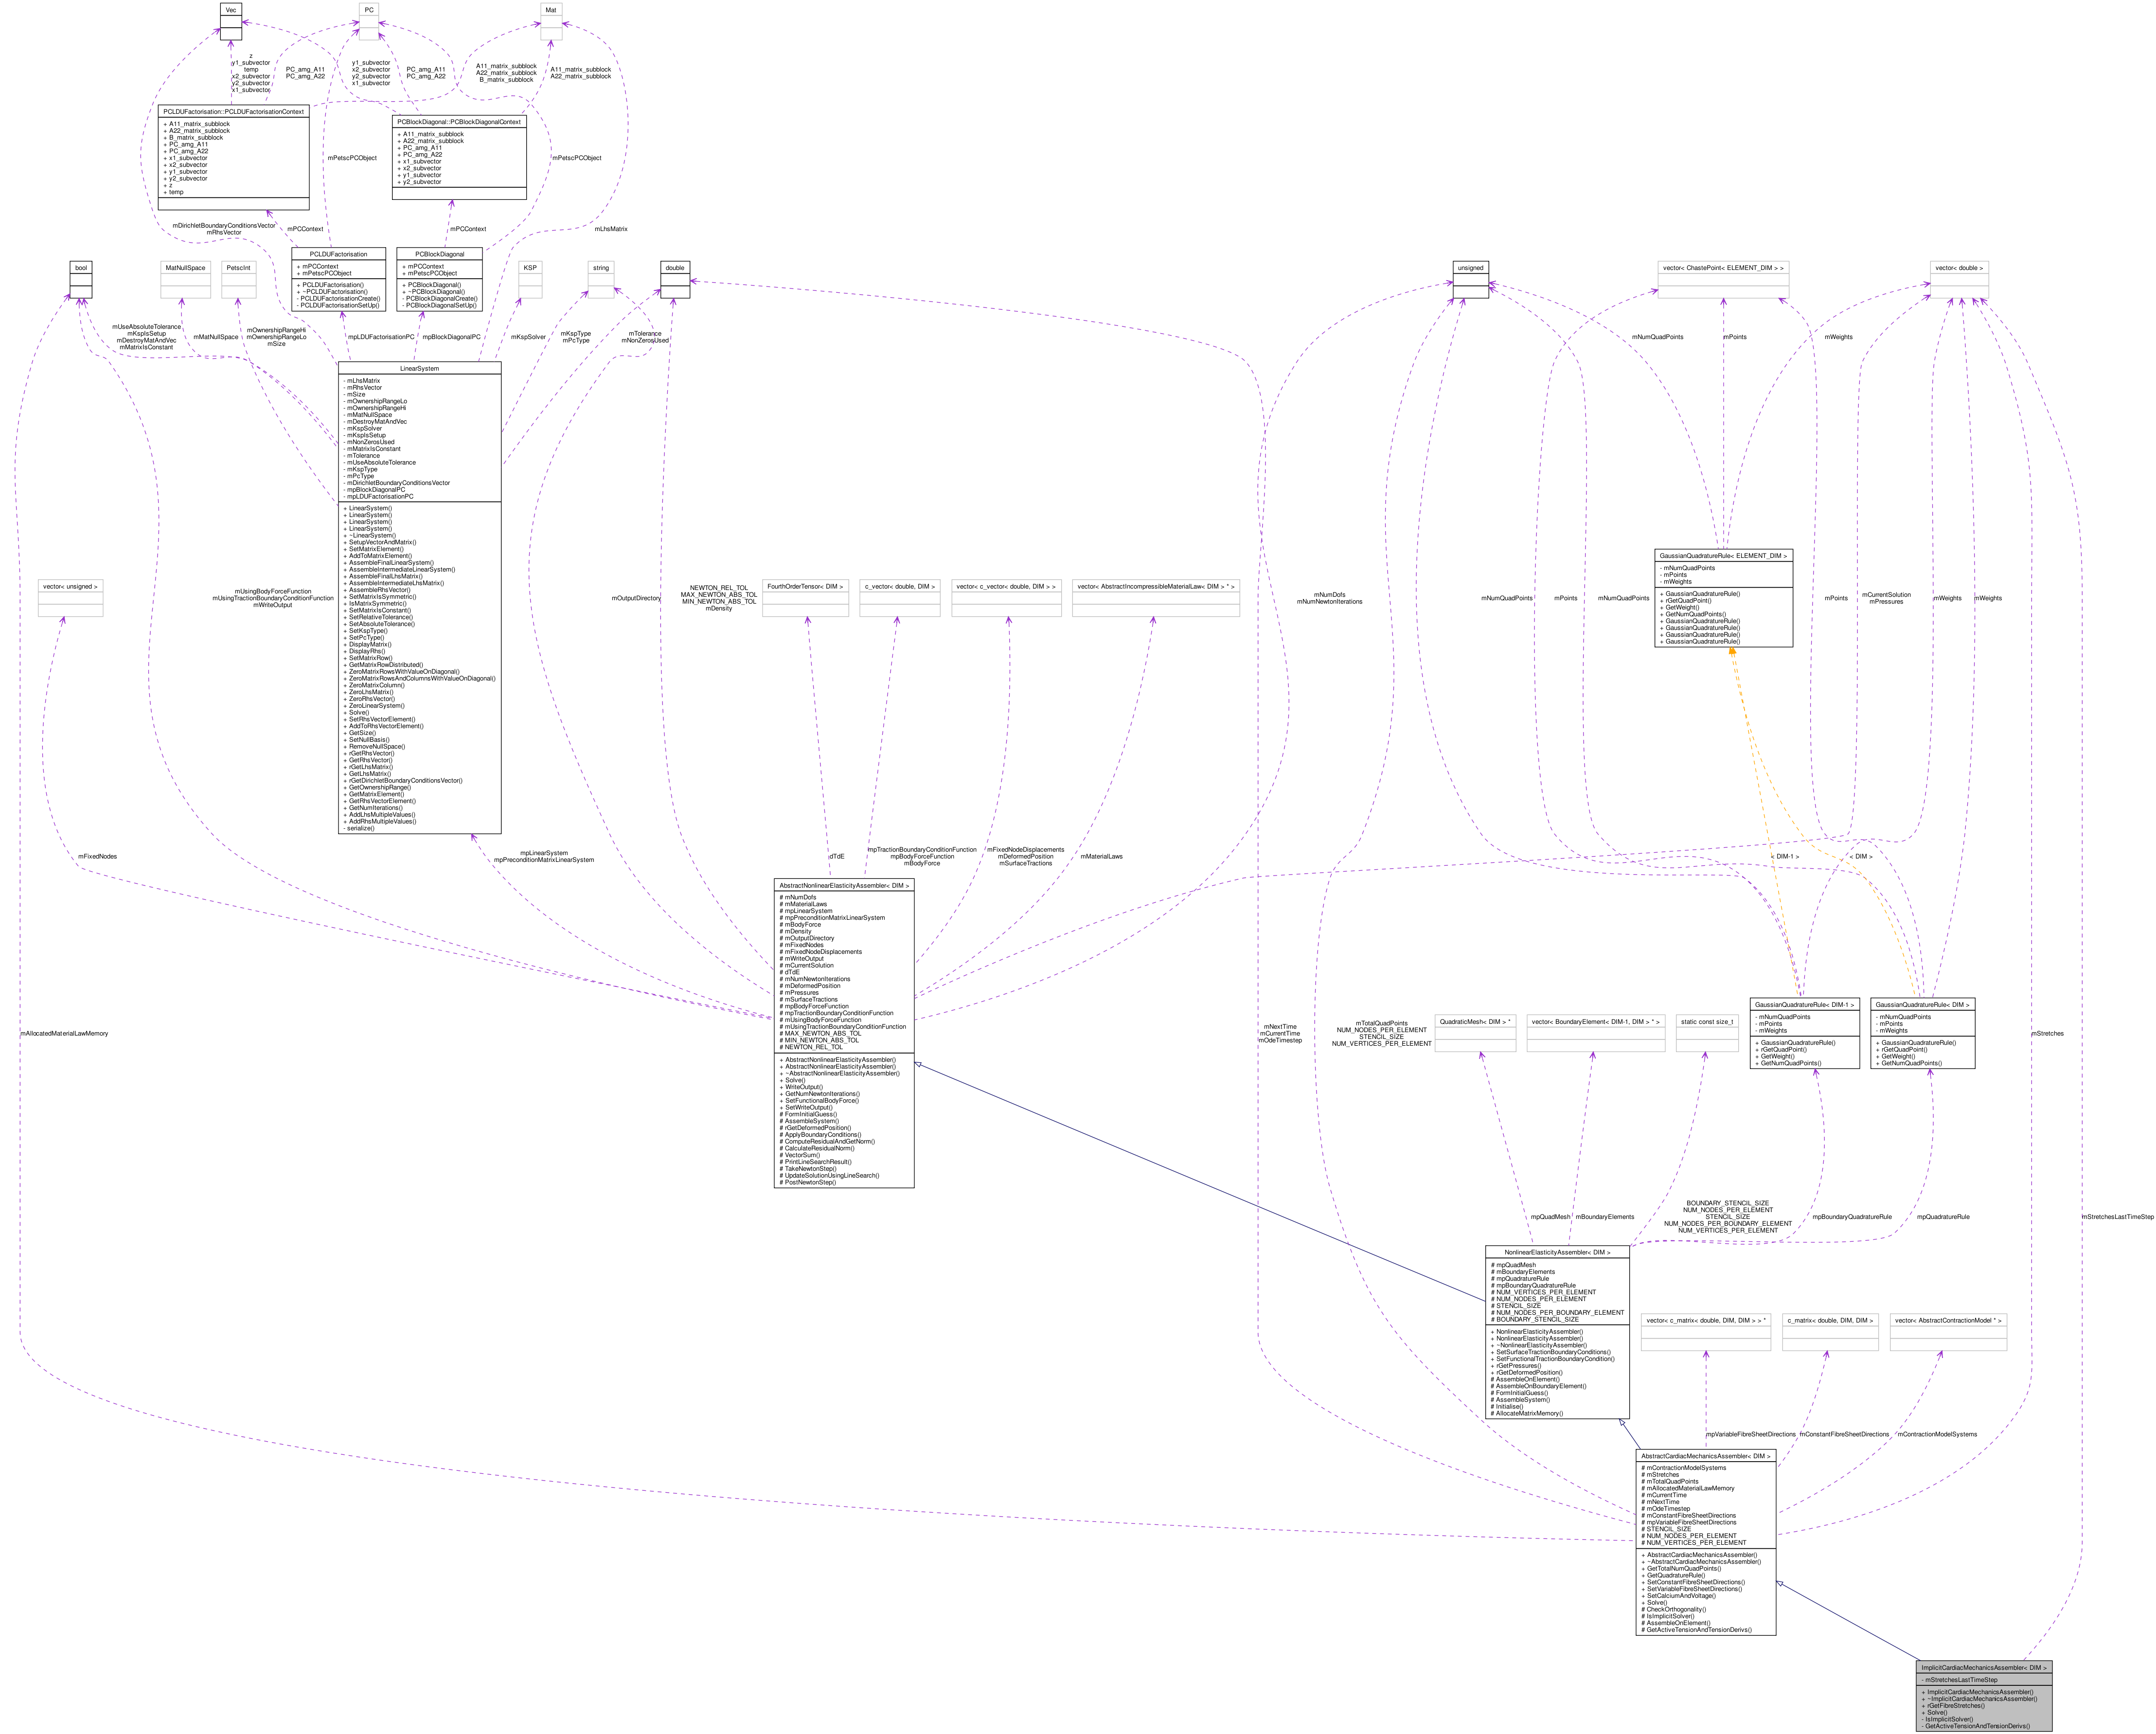 Vec
PC
Mat
z
y1_subvector
temp
x2_subvector
y2_subvector
x1_subvector
PC_amg_A11
PC_amg_A22
y1_subvector
x2_subvector
y2_subvector
x1_subvector
PC_amg_A11
PC_amg_A22
A11_matrix_subblock
A22_matrix_subblock
B_matrix_subblock
A11_matrix_subblock
A22_matrix_subblock
PCLDUFactorisation::PCLDUFactorisationContext
+ A11_matrix_subblock
+ A22_matrix_subblock
+ B_matrix_subblock
+ PC_amg_A11
+ PC_amg_A22
+ x1_subvector
+ x2_subvector
+ y1_subvector
+ y2_subvector
+ z
+ temp
PCBlockDiagonal::PCBlockDiagonalContext
+ A11_matrix_subblock
+ A22_matrix_subblock
+ PC_amg_A11
+ PC_amg_A22
+ x1_subvector
+ x2_subvector
+ y1_subvector
+ y2_subvector
mPetscPCObject
mPetscPCObject
mDirichletBoundaryConditionsVector
mRhsVector
mPCContext
mPCContext
mLhsMatrix
bool
MatNullSpace
PetscInt
PCLDUFactorisation
+ mPCContext
+ mPetscPCObject
+ PCLDUFactorisation()
+ ~PCLDUFactorisation()
- PCLDUFactorisationCreate()
- PCLDUFactorisationSetUp()
PCBlockDiagonal
+ mPCContext
+ mPetscPCObject
+ PCBlockDiagonal()
+ ~PCBlockDiagonal()
- PCBlockDiagonalCreate()
- PCBlockDiagonalSetUp()
KSP
string
double
unsigned
vector< ChastePoint< ELEMENT_DIM > >
vector< double >
mUseAbsoluteTolerance
mKspIsSetup
mDestroyMatAndVec
mMatrixIsConstant
mMatNullSpace
mOwnershipRangeHi
mOwnershipRangeLo
mSize
mpLDUFactorisationPC
mpBlockDiagonalPC
mKspSolver
mKspType
mPcType
mTolerance
mNonZerosUsed
mNumQuadPoints
mPoints
mWeights
LinearSystem
- mLhsMatrix
- mRhsVector
- mSize
- mOwnershipRangeLo
- mOwnershipRangeHi
- mMatNullSpace
- mDestroyMatAndVec
- mKspSolver
- mKspIsSetup
- mNonZerosUsed
- mMatrixIsConstant
- mTolerance
- mUseAbsoluteTolerance
- mKspType
- mPcType
- mDirichletBoundaryConditionsVector
- mpBlockDiagonalPC
- mpLDUFactorisationPC
+ LinearSystem()
+ LinearSystem()
+ LinearSystem()
+ LinearSystem()
+ ~LinearSystem()
+ SetupVectorAndMatrix()
+ SetMatrixElement()
+ AddToMatrixElement()
+ AssembleFinalLinearSystem()
+ AssembleIntermediateLinearSystem()
+ AssembleFinalLhsMatrix()
+ AssembleIntermediateLhsMatrix()
+ AssembleRhsVector()
+ SetMatrixIsSymmetric()
+ IsMatrixSymmetric()
+ SetMatrixIsConstant()
+ SetRelativeTolerance()
+ SetAbsoluteTolerance()
+ SetKspType()
+ SetPcType()
+ DisplayMatrix()
+ DisplayRhs()
+ SetMatrixRow()
+ GetMatrixRowDistributed()
+ ZeroMatrixRowsWithValueOnDiagonal()
+ ZeroMatrixRowsAndColumnsWithValueOnDiagonal()
+ ZeroMatrixColumn()
+ ZeroLhsMatrix()
+ ZeroRhsVector()
+ ZeroLinearSystem()
+ Solve()
+ SetRhsVectorElement()
+ AddToRhsVectorElement()
+ GetSize()
+ SetNullBasis()
+ RemoveNullSpace()
+ rGetRhsVector()
+ GetRhsVector()
+ rGetLhsMatrix()
+ GetLhsMatrix()
+ rGetDirichletBoundaryConditionsVector()
+ GetOwnershipRange()
+ GetMatrixElement()
+ GetRhsVectorElement()
+ GetNumIterations()
+ AddLhsMultipleValues()
+ AddRhsMultipleValues()
- serialize()
GaussianQuadratureRule< ELEMENT_DIM >
- mNumQuadPoints
- mPoints
- mWeights
+ GaussianQuadratureRule()
+ rGetQuadPoint()
+ GetWeight()
+ GetNumQuadPoints()
+ GaussianQuadratureRule()
+ GaussianQuadratureRule()
+ GaussianQuadratureRule()
+ GaussianQuadratureRule()
vector< unsigned >
mUsingBodyForceFunction
mUsingTractionBoundaryConditionFunction
mWriteOutput
mOutputDirectory
NEWTON_REL_TOL
MAX_NEWTON_ABS_TOL
MIN_NEWTON_ABS_TOL
mDensity
FourthOrderTensor< DIM >
c_vector< double, DIM >
vector< c_vector< double, DIM > >
vector< AbstractIncompressibleMaterialLaw< DIM > * >
mNumDofs
mNumNewtonIterations
mNumQuadPoints
mPoints
mNumQuadPoints
mPoints
mCurrentSolution
mPressures
mWeights
mWeights
mFixedNodes
mpLinearSystem
mpPreconditionMatrixLinearSystem
dTdE
mpTractionBoundaryConditionFunction
mpBodyForceFunction
mBodyForce
mFixedNodeDisplacements
mDeformedPosition
mSurfaceTractions
mMaterialLaws
< DIM-1 >
< DIM >
AbstractNonlinearElasticityAssembler< DIM >
# mNumDofs
# mMaterialLaws
# mpLinearSystem
# mpPreconditionMatrixLinearSystem
# mBodyForce
# mDensity
# mOutputDirectory
# mFixedNodes
# mFixedNodeDisplacements
# mWriteOutput
# mCurrentSolution
# dTdE
# mNumNewtonIterations
# mDeformedPosition
# mPressures
# mSurfaceTractions
# mpBodyForceFunction
# mpTractionBoundaryConditionFunction
# mUsingBodyForceFunction
# mUsingTractionBoundaryConditionFunction
# MAX_NEWTON_ABS_TOL
# MIN_NEWTON_ABS_TOL
# NEWTON_REL_TOL
+ AbstractNonlinearElasticityAssembler()
+ AbstractNonlinearElasticityAssembler()
+ ~AbstractNonlinearElasticityAssembler()
+ Solve()
+ WriteOutput()
+ GetNumNewtonIterations()
+ SetFunctionalBodyForce()
+ SetWriteOutput()
# FormInitialGuess()
# AssembleSystem()
# rGetDeformedPosition()
# ApplyBoundaryConditions()
# ComputeResidualAndGetNorm()
# CalculateResidualNorm()
# VectorSum()
# PrintLineSearchResult()
# TakeNewtonStep()
# UpdateSolutionUsingLineSearch()
# PostNewtonStep()
GaussianQuadratureRule< DIM-1 >
- mNumQuadPoints
- mPoints
- mWeights
+ GaussianQuadratureRule()
+ rGetQuadPoint()
+ GetWeight()
+ GetNumQuadPoints()
GaussianQuadratureRule< DIM >
- mNumQuadPoints
- mPoints
- mWeights
+ GaussianQuadratureRule()
+ rGetQuadPoint()
+ GetWeight()
+ GetNumQuadPoints()
mAllocatedMaterialLawMemory
mNextTime
mCurrentTime
mOdeTimestep
mTotalQuadPoints
NUM_NODES_PER_ELEMENT
STENCIL_SIZE
NUM_VERTICES_PER_ELEMENT
QuadraticMesh< DIM > *
vector< BoundaryElement< DIM-1, DIM > * >
static const size_t
mStretches
mpQuadMesh
mBoundaryElements
BOUNDARY_STENCIL_SIZE
NUM_NODES_PER_ELEMENT
STENCIL_SIZE
NUM_NODES_PER_BOUNDARY_ELEMENT
NUM_VERTICES_PER_ELEMENT
mpBoundaryQuadratureRule
mpQuadratureRule
mStretchesLastTimeStep
NonlinearElasticityAssembler< DIM >
# mpQuadMesh
# mBoundaryElements
# mpQuadratureRule
# mpBoundaryQuadratureRule
# NUM_VERTICES_PER_ELEMENT
# NUM_NODES_PER_ELEMENT
# STENCIL_SIZE
# NUM_NODES_PER_BOUNDARY_ELEMENT
# BOUNDARY_STENCIL_SIZE
+ NonlinearElasticityAssembler()
+ NonlinearElasticityAssembler()
+ ~NonlinearElasticityAssembler()
+ SetSurfaceTractionBoundaryConditions()
+ SetFunctionalTractionBoundaryCondition()
+ rGetPressures()
+ rGetDeformedPosition()
# AssembleOnElement()
# AssembleOnBoundaryElement()
# FormInitialGuess()
# AssembleSystem()
# Initialise()
# AllocateMatrixMemory()
vector< c_matrix< double, DIM, DIM > > *
c_matrix< double, DIM, DIM >
vector< AbstractContractionModel * >
mpVariableFibreSheetDirections
mConstantFibreSheetDirections
mContractionModelSystems
AbstractCardiacMechanicsAssembler< DIM >
# mContractionModelSystems
# mStretches
# mTotalQuadPoints
# mAllocatedMaterialLawMemory
# mCurrentTime
# mNextTime
# mOdeTimestep
# mConstantFibreSheetDirections
# mpVariableFibreSheetDirections
# STENCIL_SIZE
# NUM_NODES_PER_ELEMENT
# NUM_VERTICES_PER_ELEMENT
+ AbstractCardiacMechanicsAssembler()
+ ~AbstractCardiacMechanicsAssembler()
+ GetTotalNumQuadPoints()
+ GetQuadratureRule()
+ SetConstantFibreSheetDirections()
+ SetVariableFibreSheetDirections()
+ SetCalciumAndVoltage()
+ Solve()
# CheckOrthogonality()
# IsImplicitSolver()
# AssembleOnElement()
# GetActiveTensionAndTensionDerivs()
ImplicitCardiacMechanicsAssembler< DIM >
- mStretchesLastTimeStep
+ ImplicitCardiacMechanicsAssembler()
+ ~ImplicitCardiacMechanicsAssembler()
+ rGetFibreStretches()
+ Solve()
- IsImplicitSolver()
- GetActiveTensionAndTensionDerivs()